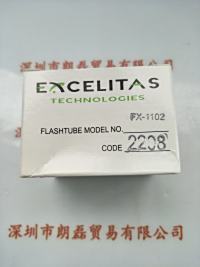 深圳市朗磊贸易有限公司
EXCELITAS
TECHNOLOGIES
FX-1102
FLASHTUBE MODEL NO.
CODE 2208
深圳市朗磊贸易有限公司